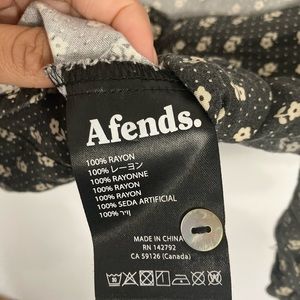 Afends.
100% RAYON
100% レーヨン
100% RAYONNE
100% RAYON
100% RAYON
100% SEDA ARTIFICIAL
MADE IN CHINA
RN 142792
CA 59126 (Canada)